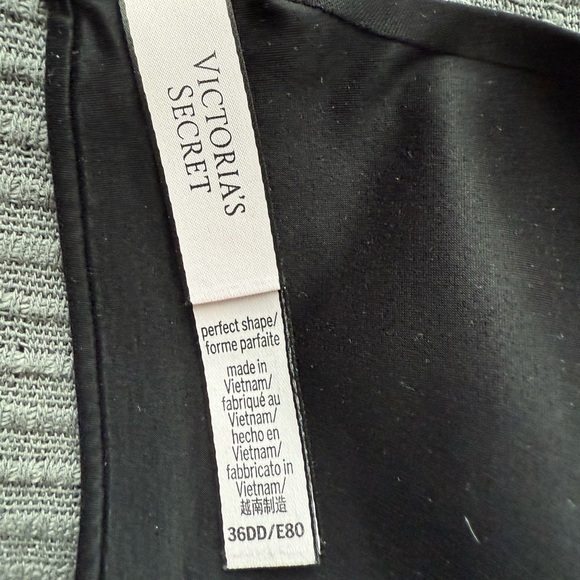 VICTORIA'S
SECRET
perfect shape/
forme parfaite
made in
Vietnam/
fabriqué au
Vietnam/
hecho en
Vietnam/
fabbricato in
Vietnam/
越南制造
36DD/E80